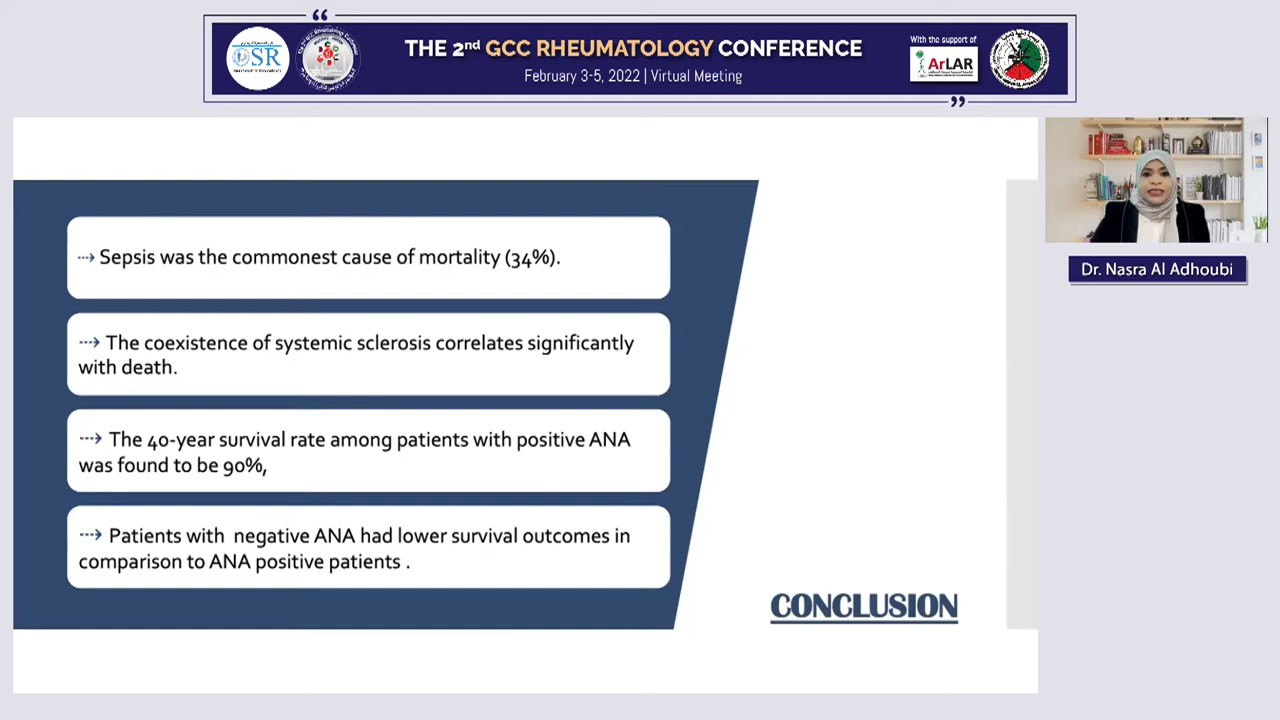 “
THE 2nd GCC RHEUMATOLOGY CONFERENCE
February 3-5, 2022 | Virtual Meeting
With the support of
OSR
ArLAR
”
⇢ Sepsis was the commonest cause of mortality (34%).
⇢ The coexistence of systemic sclerosis correlates significantly
with death.
⇢ The 40-year survival rate among patients with positive ANA
was found to be 90%,
⇢ Patients with  negative ANA had lower survival outcomes in
comparison to ANA positive patients .
CONCLUSION
Dr. Nasra Al Adhoubi